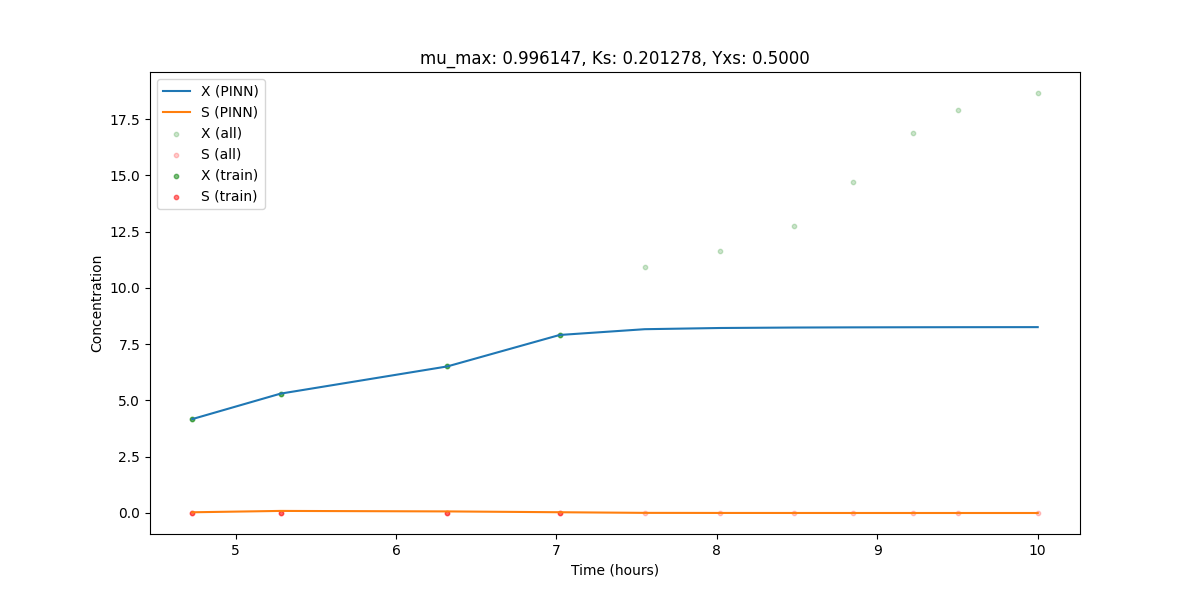 mu_max: 0.996147, Ks: 0.201278, Yxs: 0.5000
X (PINN)
S (PINN)
X (all)
S (all)
X (train)
S (train)
17.5
15.0
12.5
10.0
7.5
5.0
2.5
0.0
Concentration
5 6 7 8 9 10
Time (hours)